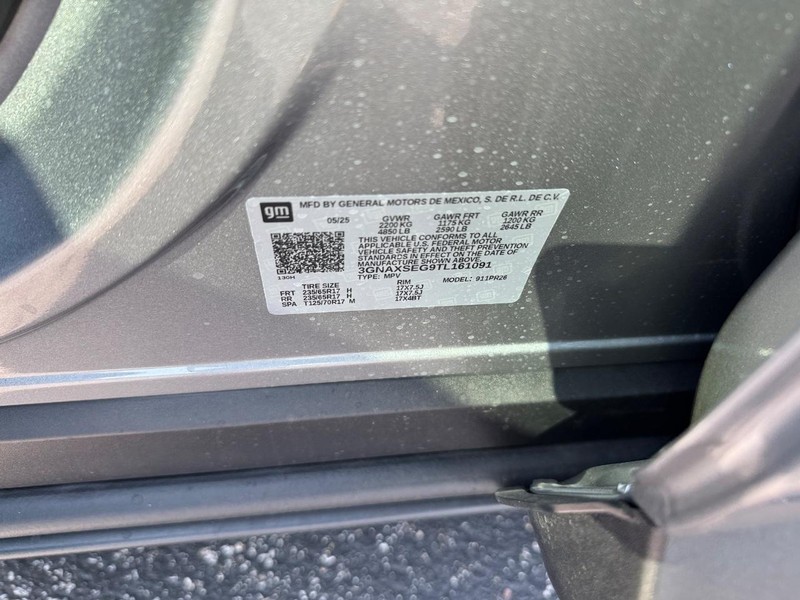 gm MFD BY GENERAL MOTORS DE MEXICO, S. DE R.L. DE C.V.
05/25 GVWR GAWR FRT GAWR RR
2200 KG 1175 KG 1200 KG
4850 LB 2590 LB 2645 LB
THIS VEHICLE CONFORMS TO ALL
APPLICABLE U.S. FEDERAL MOTOR
VEHICLE SAFETY AND THEFT PREVENTION
STANDARDS IN EFFECT ON THE DATE OF
MANUFACTURE SHOWN ABOVE.
3GNAXSEG9TL161091
13GH TYPE: MPV MODEL: 911PR26
TIRE SIZE RIM
FRT 235/65R17 H 17X7.5J
RR 235/65R17 H 17X7.5J
SPA T125/70R17 M 17X4BT